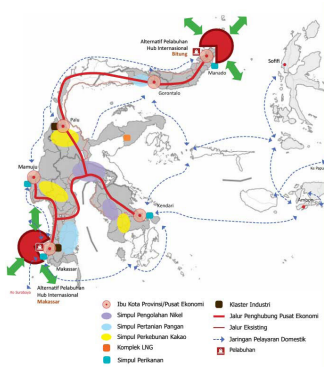 Alternatif Pelabuhan
Hub Internasional
Bitung
Manado
Gorontalo
Sofifi
Palu
Mamuju
Kendari
Ambon
Makassar
Alternatif Pelabuhan
Hub Internasional
Makassar
Ibu Kota Provinsi/Pusat Ekonomi
Simpul Pengolahan Nikel
Simpul Pertanian Pangan
Simpul Perkebunan Kakao
Komplek LNG
Simpul Perikanan
Klaster Industri
Jalur Penghubung Pusat Ekonomi
Jalur Eksisting
Jaringan Pelayaran Domestik
Pelabuhan